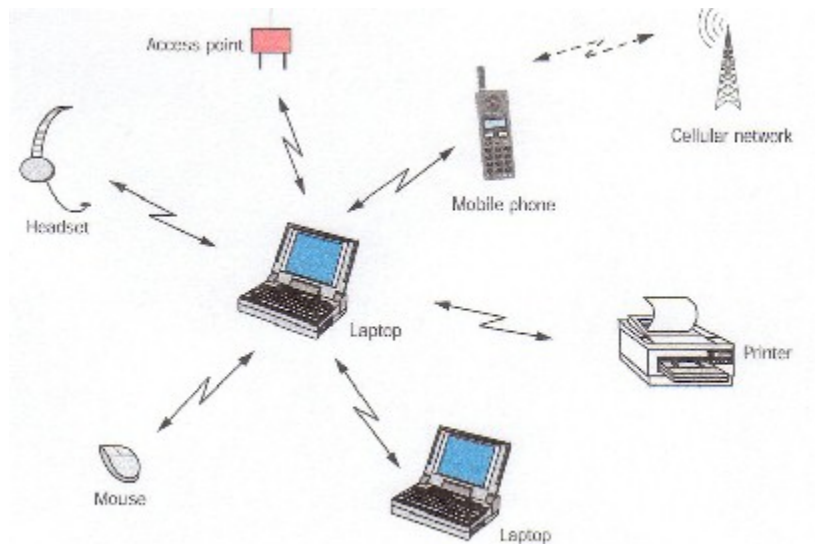 Access point
Cellular network
Mobile phone
Headset
Laptop
Printer
Mouse
Laptop